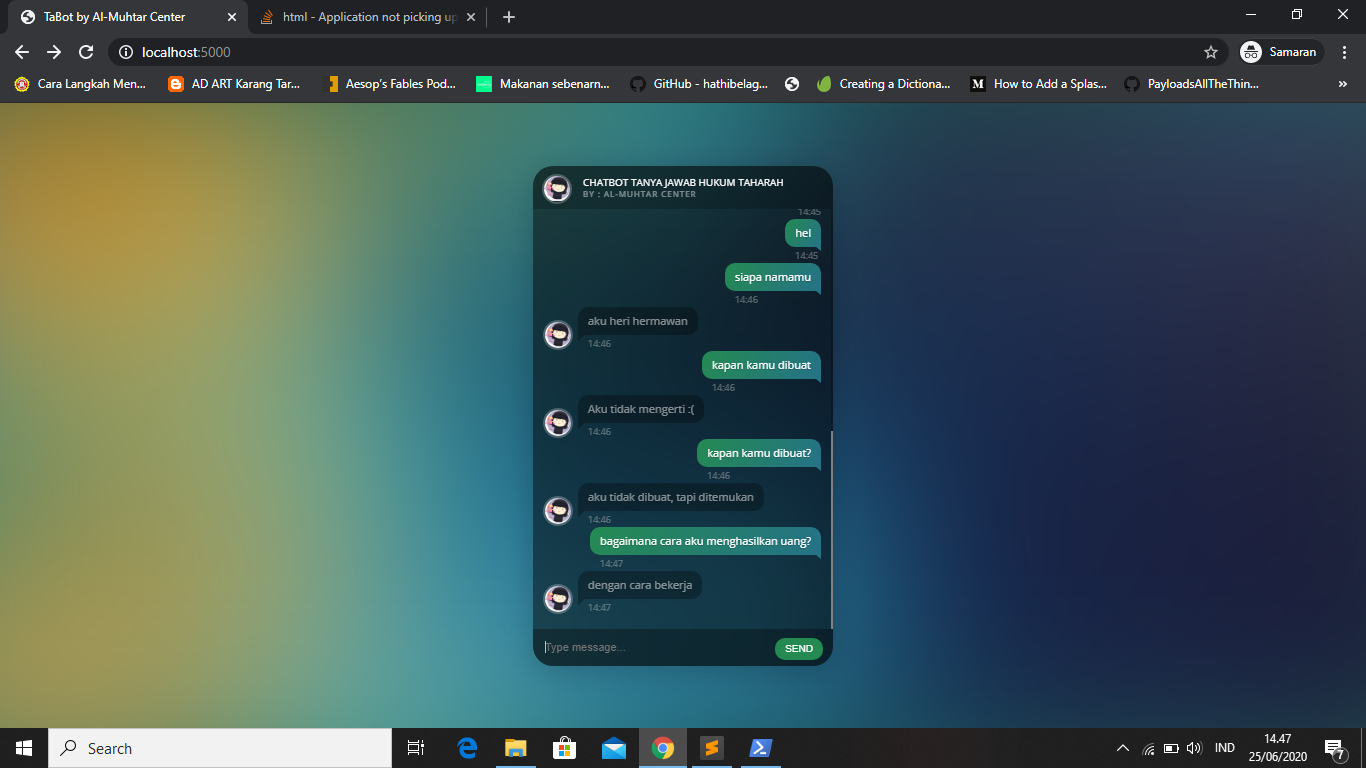 TaBot by Al-Muhtar Center
html - Application not picking up
localhost:5000
Samaran
Cara Langkah Men...
AD ART Karang Tar...
Aesop's Fables Pod...
Makanan sebenarn...
GitHub - hathibelag...
Creating a Dictiona...
How to Add a Splas...
PayloadsAllTheThin...
CHATBOT TANYA JAWAB HUKUM TAHARAH
BY : AL-MUHTAR CENTER
14:45
hel
14:45
siapa namamu
14:46
aku heri hermawan
14:46
kapan kamu dibuat
14:46
Aku tidak mengerti :(
14:46
kapan kamu dibuat?
14:46
aku tidak dibuat, tapi ditemukan
14:46
bagaimana cara aku menghasilkan uang?
14:47
dengan cara bekerja
14:47
Type message...
SEND
Search
IND
14.47
25/06/2020
7